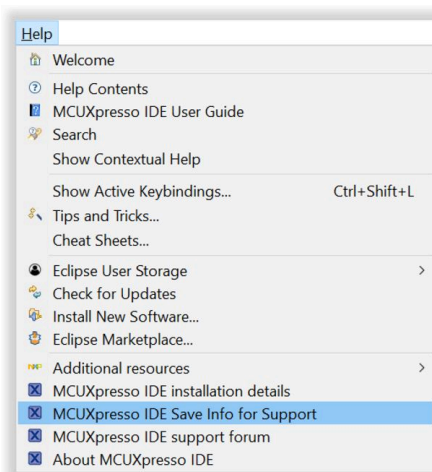 Help
Welcome
Help Contents
MCUXpresso IDE User Guide
Search
Show Contextual Help
Show Active Keybindings... Ctrl+Shift+L
Tips and Tricks...
Cheat Sheets...
Eclipse User Storage
Check for Updates
Install New Software...
Eclipse Marketplace...
Additional resources
MCUXpresso IDE installation details
MCUXpresso IDE Save Info for Support
MCUXpresso IDE support forum
About MCUXpresso IDE